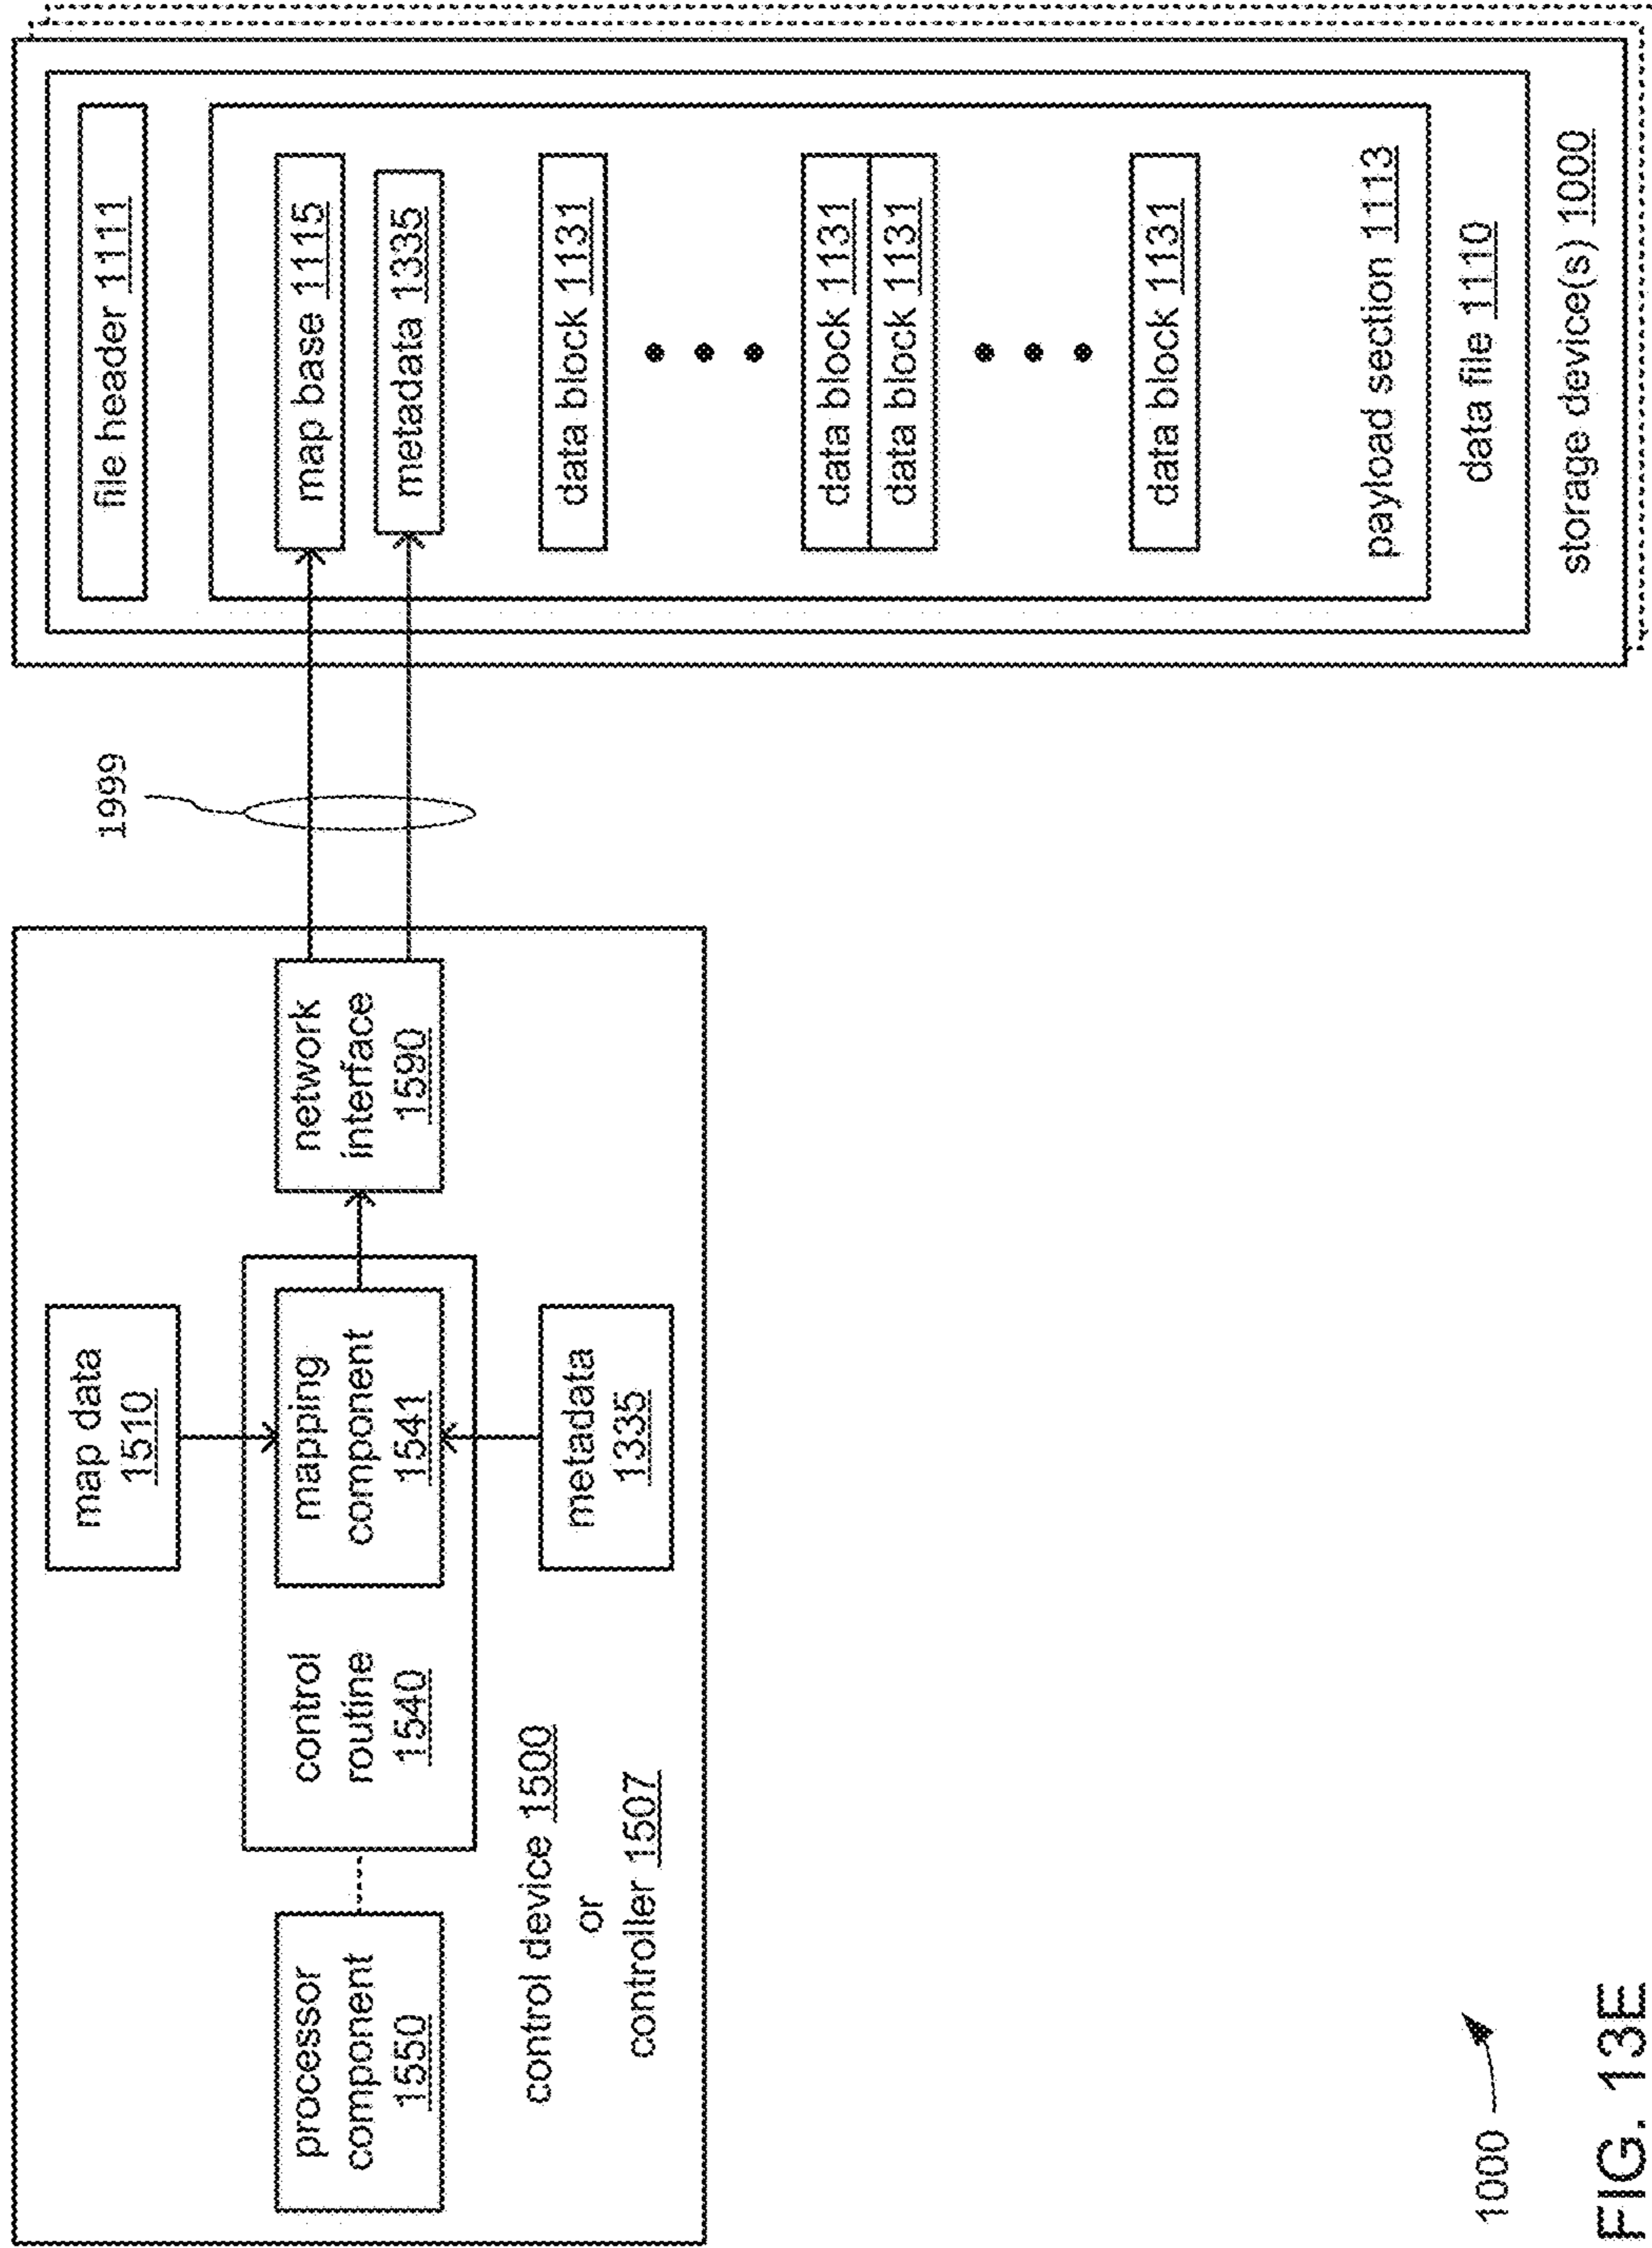 processor
component
1550
control
routine
1540
map data
1510
mapping
component
1541
metadata
1335
network
interface
1590
control device 1500
or
controller 1507
1999
file header 1111
map base 1115
metadata 1335
data block 1131
data block 1131
data block 1131
data block 1131
payload section 1113
data file 1110
storage device(s) 1000
1000
FIG. 13E